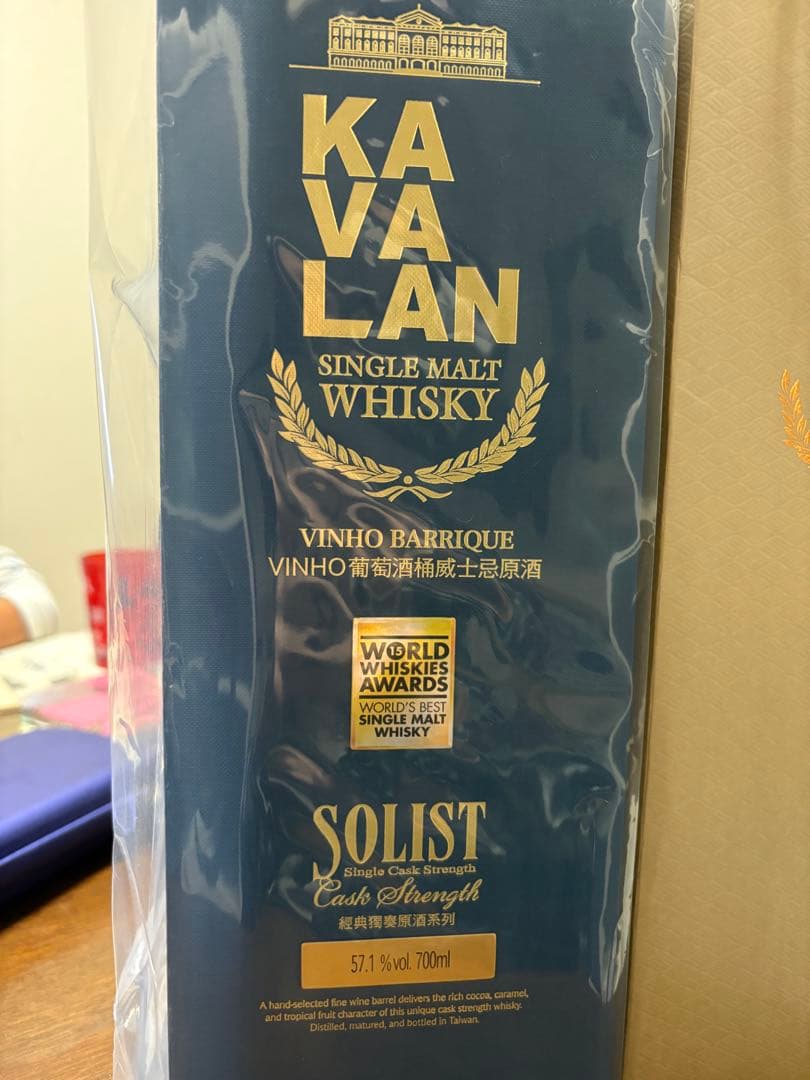 KA
VA
LAN
SINGLE MALT
WHISKY
VINHO BARRIQUE
VINHO葡萄酒桶威士忌原酒
W15RLD
WHISKIES
AWARDS
WORLD'S BEST
SINGLE MALT
WHISKY
SOLIST
Single Cask Strength
Cask Strength
經典獨奏原酒系列
57.1 %vol. 700ml
A hand-selected fine wine barrel delivers the rich cocoa, caramel,
and tropical fruit character of this unique cask strength whisky.
Distilled, matured, and bottled in Taiwan.